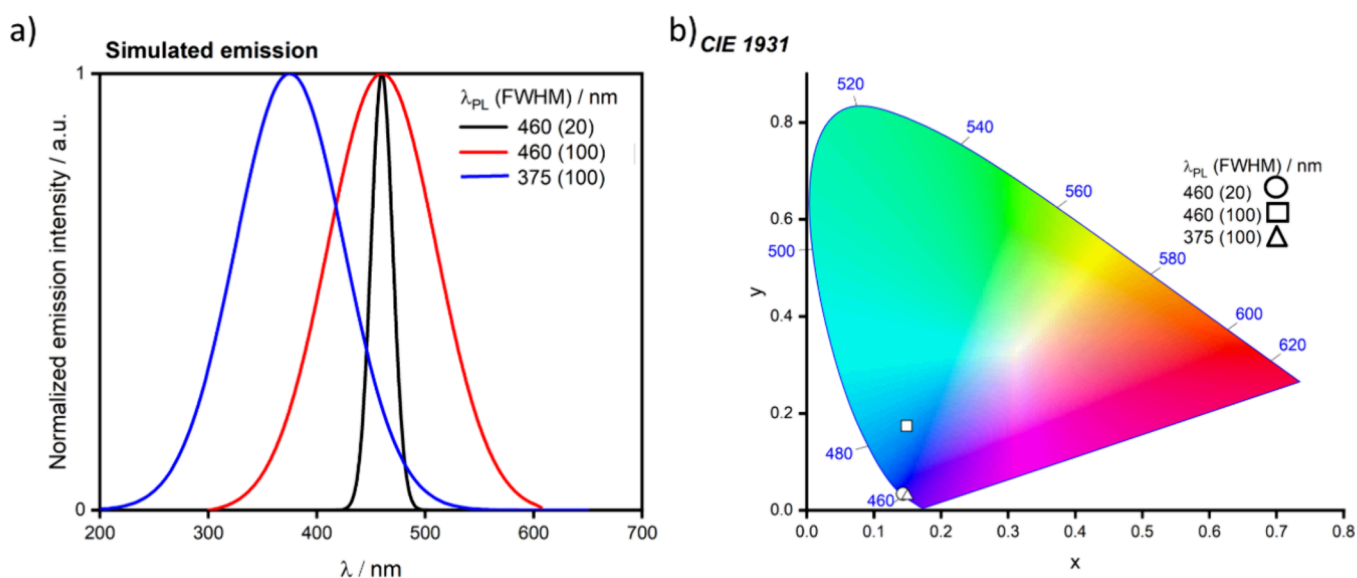 a)
Simulated emission
1
0
Normalized emission intensity / a.u.
200 300 400 500 600 700
λ / nm
λPL (FWHM) / nm
460 (20)
460 (100)
375 (100)
b)
CIE 1931
0.8
0.6
0.4
0.2
0.0
y
0.0 0.1 0.2 0.3 0.4 0.5 0.6 0.7 0.8
x
520
540
560
500
580
600
620
480
460
λPL (FWHM) / nm
460 (20)
460 (100)
375 (100)